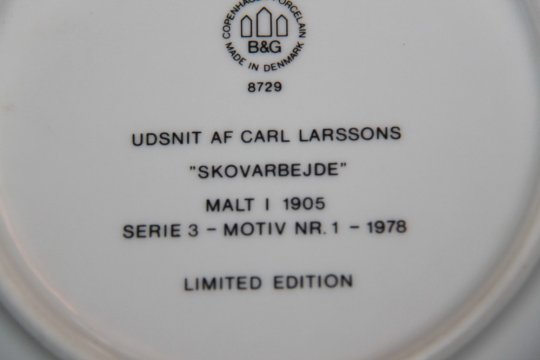 COPENHAGEN PORCELAIN
B&G
MADE IN DENMARK
8729
UDSNIT AF CARL LARSSONS
"SKOVARBEJDE"
MALT I 1905
SERIE 3 - MOTIV NR. 1 - 1978
LIMITED EDITION